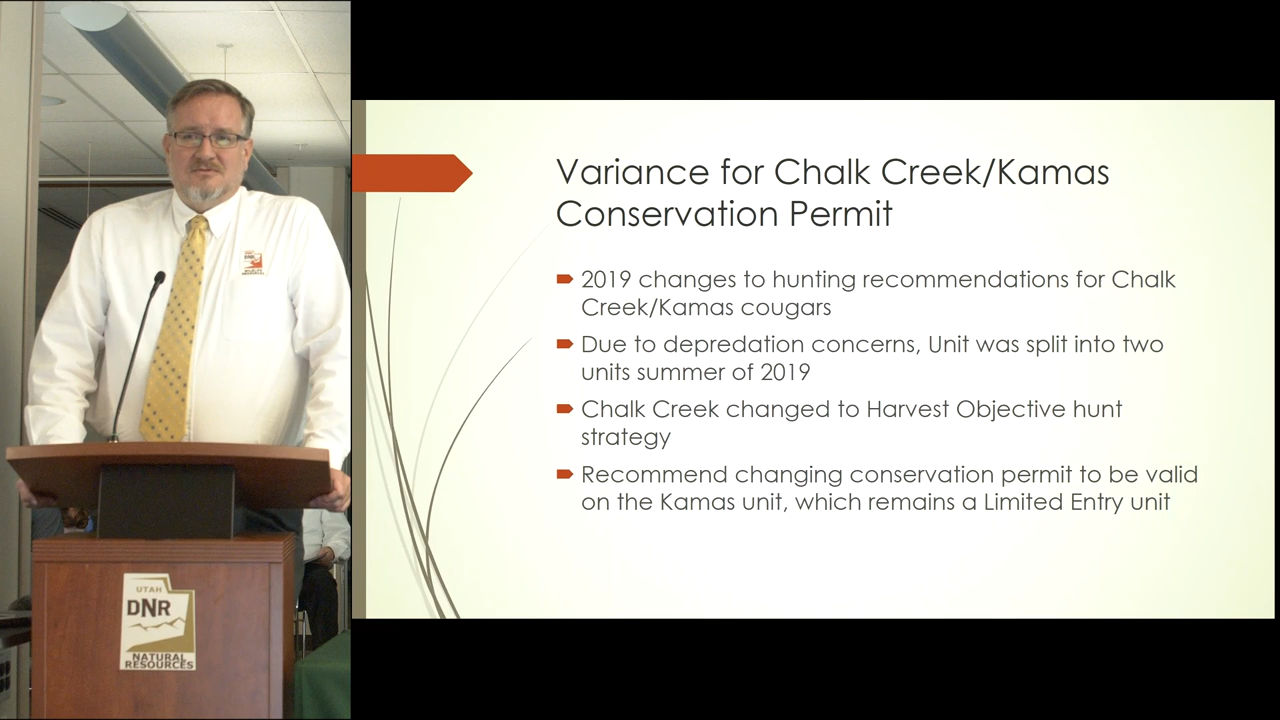 Variance for Chalk Creek/Kamas
Conservation Permit
2019 changes to hunting recommendations for Chalk
Creek/Kamas cougars
Due to depredation concerns, Unit was split into two
units summer of 2019
Chalk Creek changed to Harvest Objective hunt
strategy
Recommend changing conservation permit to be valid
on the Kamas unit, which remains a Limited Entry unit
DNR
UTAH
DNR
NATURAL
RESOURCES